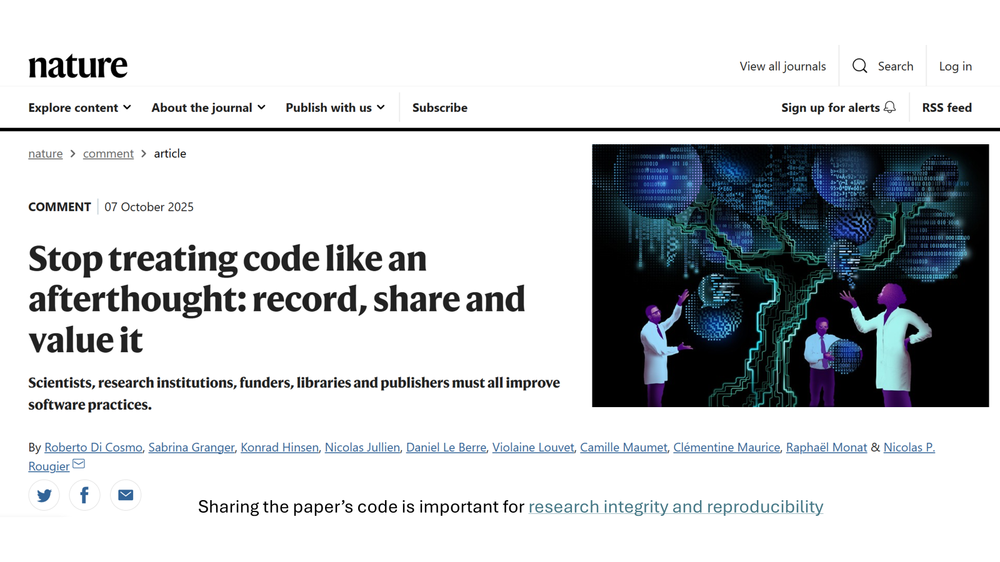 nature
View all journals
Search
Log in
Explore content
About the journal
Publish with us
Subscribe
Sign up for alerts
RSS feed
nature > comment > article
COMMENT | 07 October 2025
Stop treating code like an
afterthought: record, share and
value it
Scientists, research institutions, funders, libraries and publishers must all improve
software practices.
By Roberto Di Cosmo, Sabrina Granger, Konrad Hinsen, Nicolas Jullien, Daniel Le Berre, Violaine Louvet, Camille Maumet, Clémentine Maurice, Raphaël Monat & Nicolas P.
Rougier
Sharing the paper’s code is important for research integrity and reproducibility